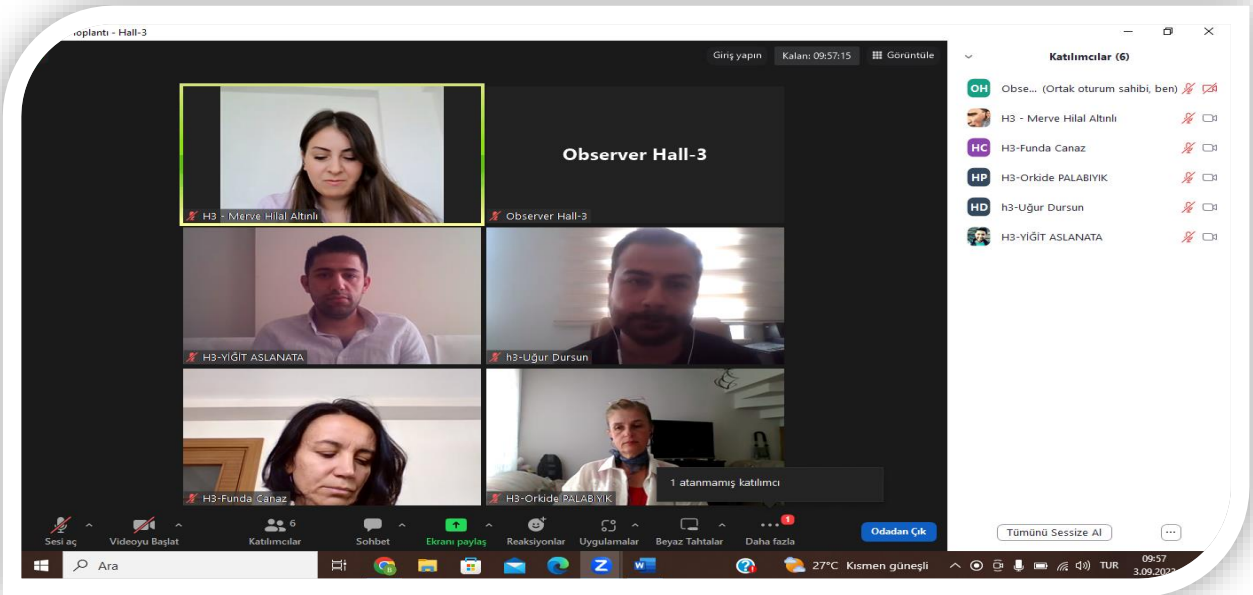 oplantı - Hall-3
Giriş yapın
Kalan: 09:57:15
Görüntüle
Katılımcılar (6)
OH Obse... (Ortak oturum sahibi, ben)
H3 - Merve Hilal Altınlı
HC H3-Funda Canaz
HP H3-Orkide PALABIYIK
HD h3-Uğur Dursun
H3-YİĞİT ASLANATA
Observer Hall-3
H3 - Merve Hilal Altınlı
Observer Hall-3
H3-YİĞİT ASLANATA
h3-Uğur Dursun
1 atanmamış katılımcı
H3-Funda Canaz
H3-Orkide PALABIYIK
Sesi aç
Videoyu Başlat
6
Katılımcılar
Sohbet
Ekranı paylaş
Reaksiyonlar
Uygulamalar
Beyaz Tahtalar
1
Daha fazla
Odadan Çık
Tümünü Sessize Al
Ara
27°C Kısmen güneşli
TUR
09:57